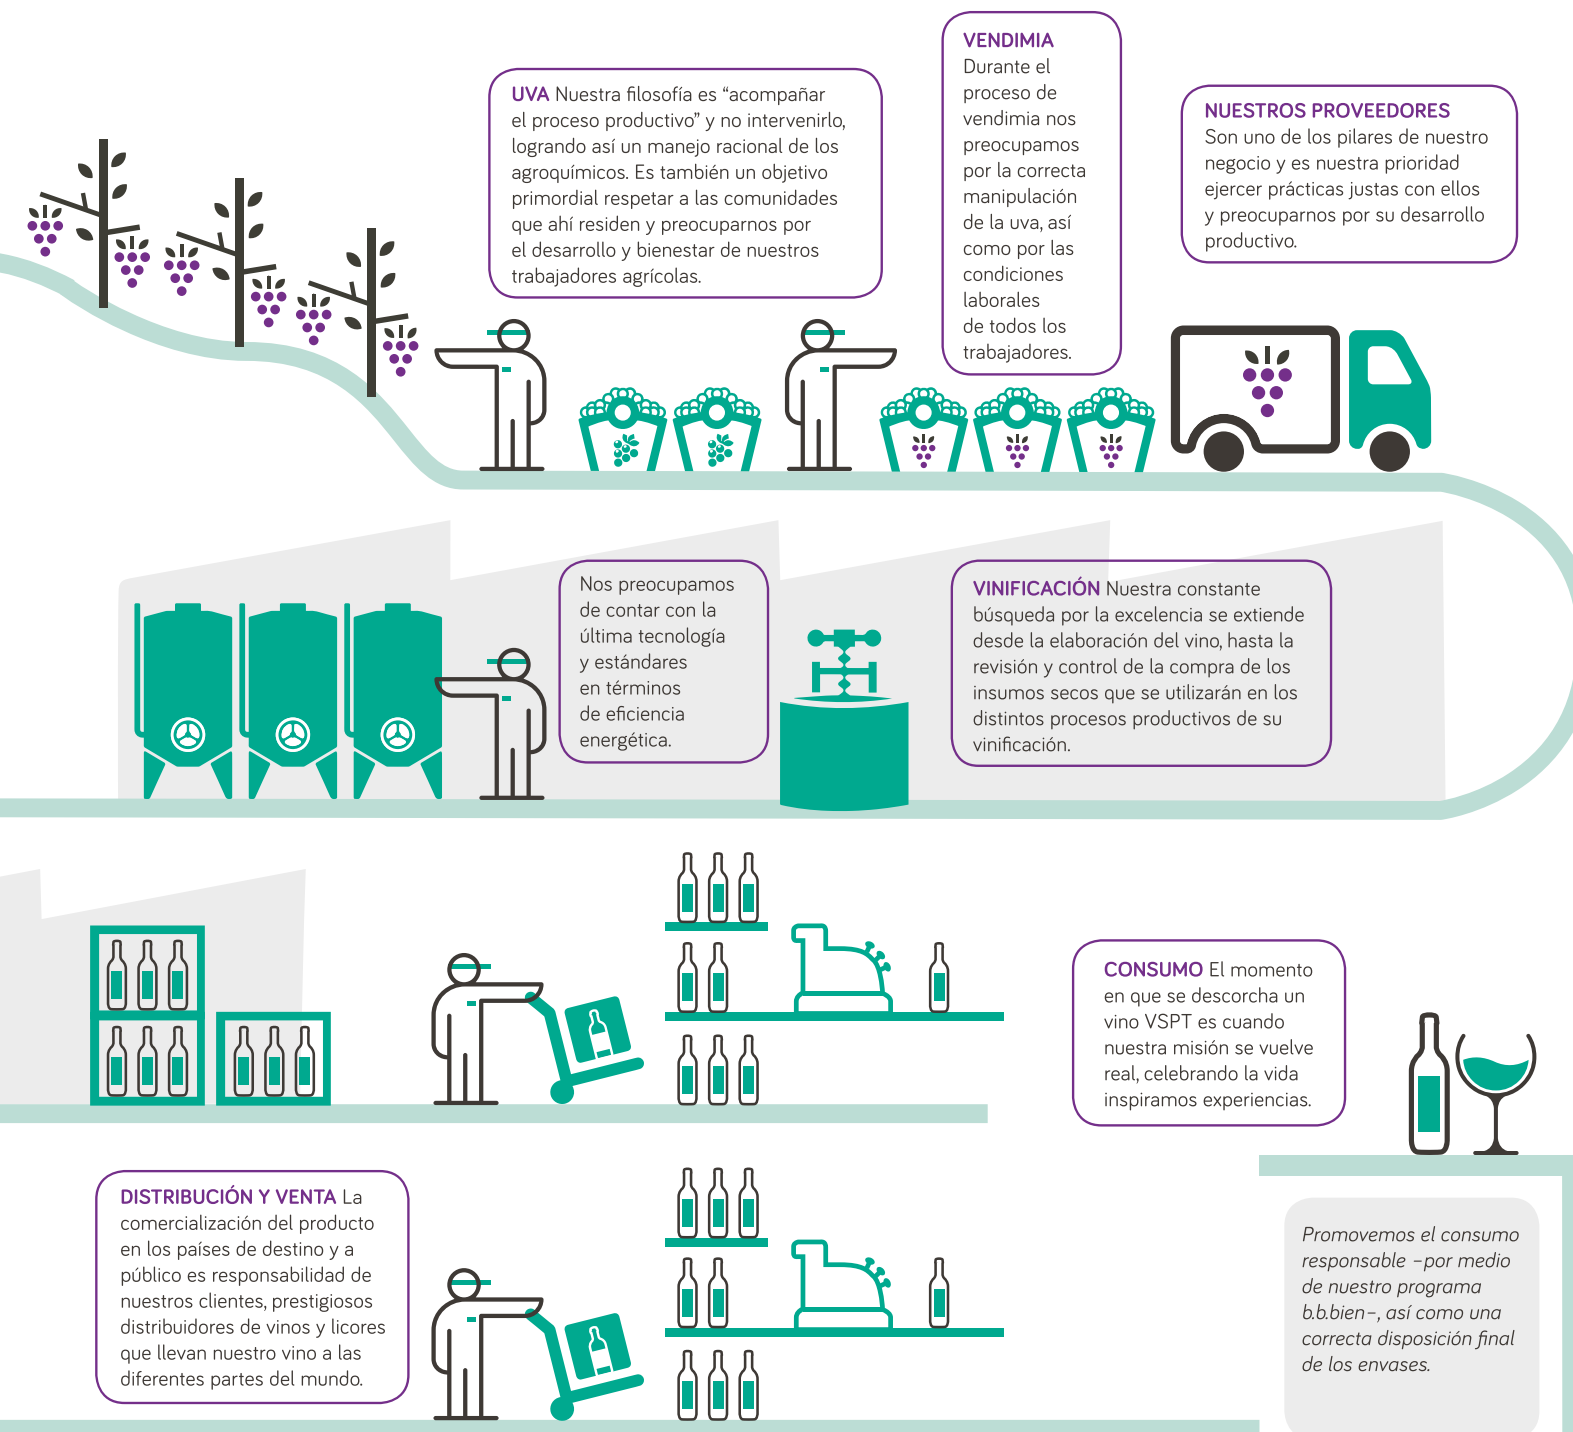 UVA Nuestra filosofía es “acompañar
el proceso productivo” y no intervenirlo,
logrando así un manejo racional de los
agroquímicos. Es también un objetivo
primordial respetar a las comunidades
que ahí residen y preocuparnos por
el desarrollo y bienestar de nuestros
trabajadores agrícolas.
VENDIMIA
Durante el
proceso de
vendimia nos
preocupamos
por la correcta
manipulación
de la uva, así
como por las
condiciones
laborales
de todos los
trabajadores.
NUESTROS PROVEEDORES
Son uno de los pilares de nuestro
negocio y es nuestra prioridad
ejercer prácticas justas con ellos
y preocuparnos por su desarrollo
productivo.
Nos preocupamos
de contar con la
última tecnología
y estándares
en términos
de eficiencia
energética.
VINIFICACIÓN Nuestra constante
búsqueda por la excelencia se extiende
desde la elaboración del vino, hasta la
revisión y control de la compra de los
insumos secos que se utilizarán en los
distintos procesos productivos de su
vinificación.
CONSUMO El momento
en que se descorcha un
vino VSPT es cuando
nuestra misión se vuelve
real, celebrando la vida
inspiramos experiencias.
DISTRIBUCIÓN Y VENTA La
comercialización del producto
en los países de destino y a
público es responsabilidad de
nuestros clientes, prestigiosos
distribuidores de vinos y licores
que llevan nuestro vino a las
diferentes partes del mundo.
Promovemos el consumo
responsable –por medio
de nuestro programa
b.b.bien–, así como una
correcta disposición final
de los envases.